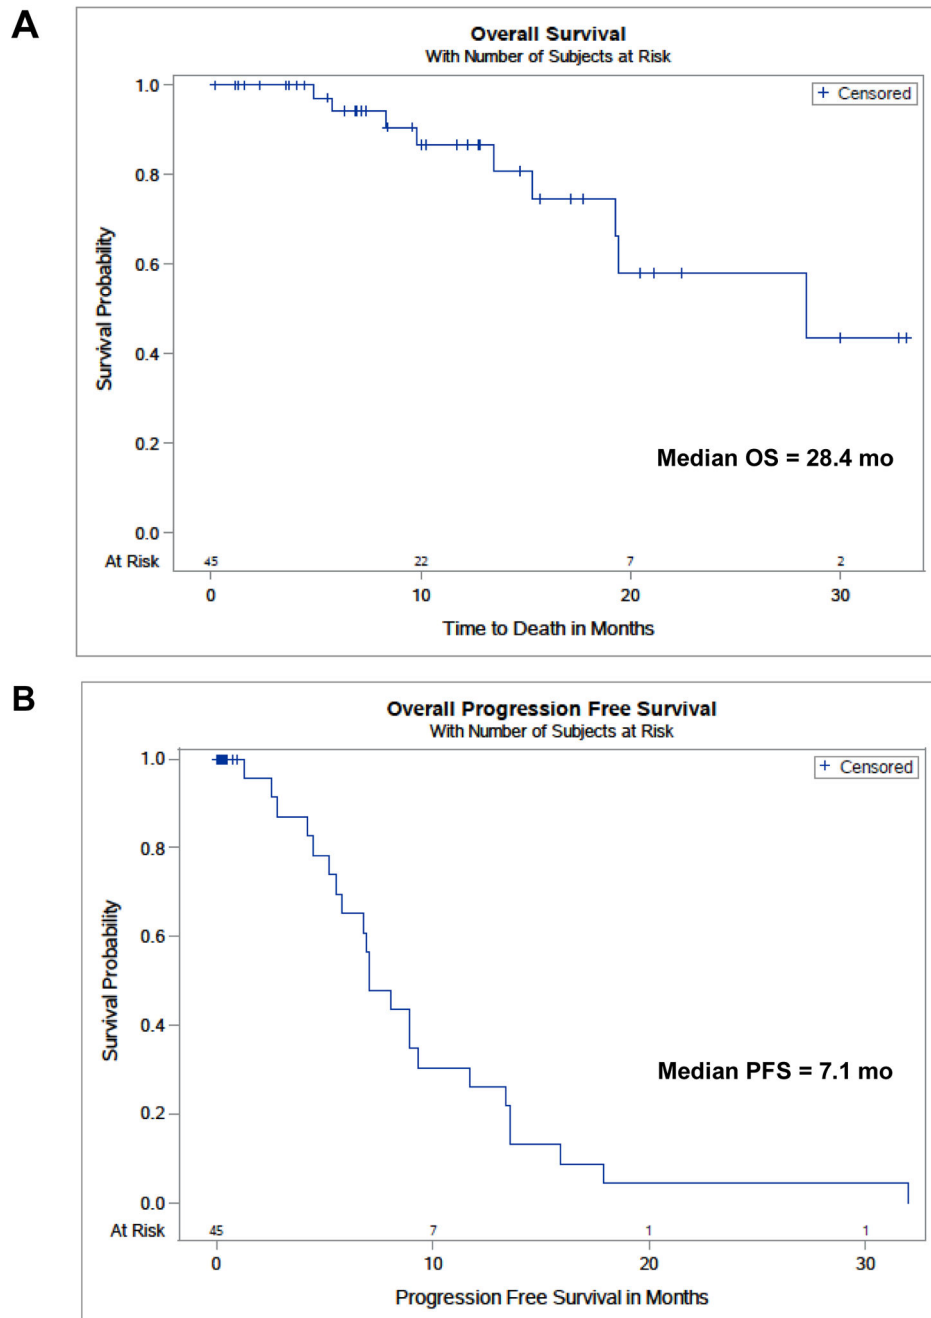 A
Overall Survival
With Number of Subjects at Risk
+ Censored
1.0
0.8
0.6
0.4
0.2
0.0
Survival Probability
Median OS = 28.4 mo
At Risk 45 22 7 2
0 10 20 30
Time to Death in Months
B
Overall Progression Free Survival
With Number of Subjects at Risk
+ Censored
1.0
0.8
0.6
0.4
0.2
0.0
Survival Probability
Median PFS = 7.1 mo
At Risk 45 7 1 1
0 10 20 30
Progression Free Survival in Months